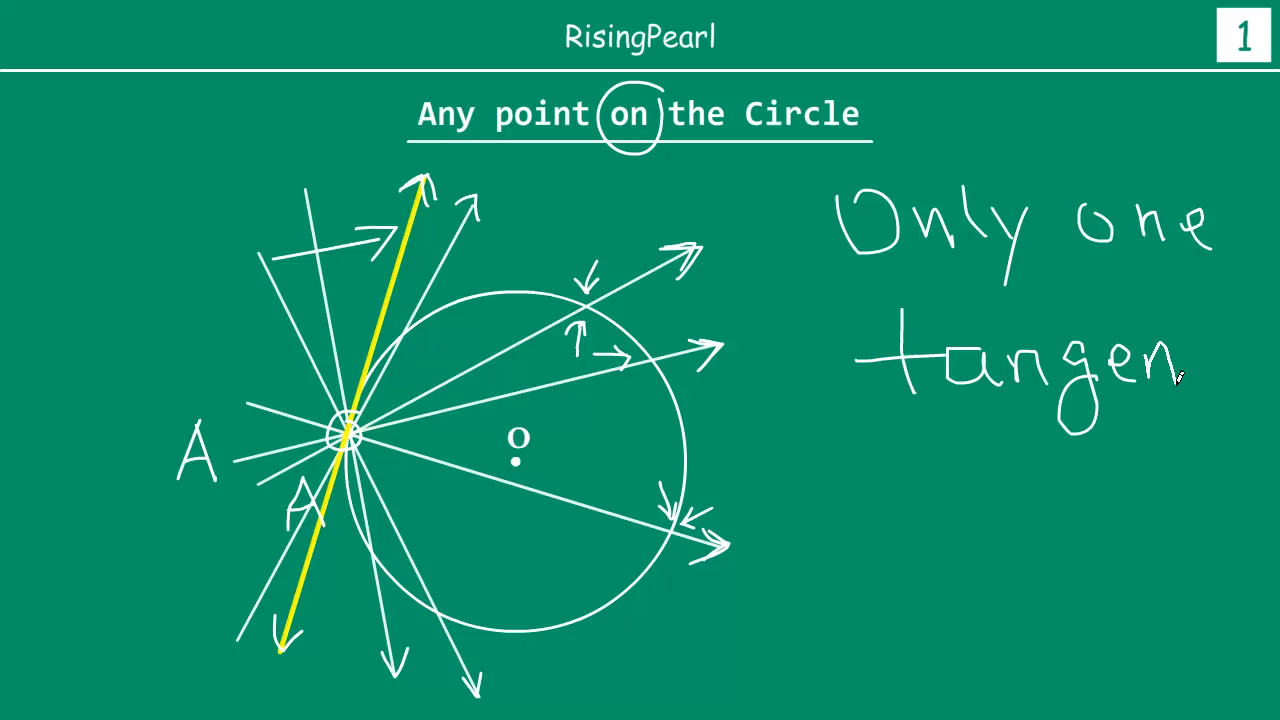 RisingPearl
1
Any point on the Circle
Only one
tangen
O
A
A